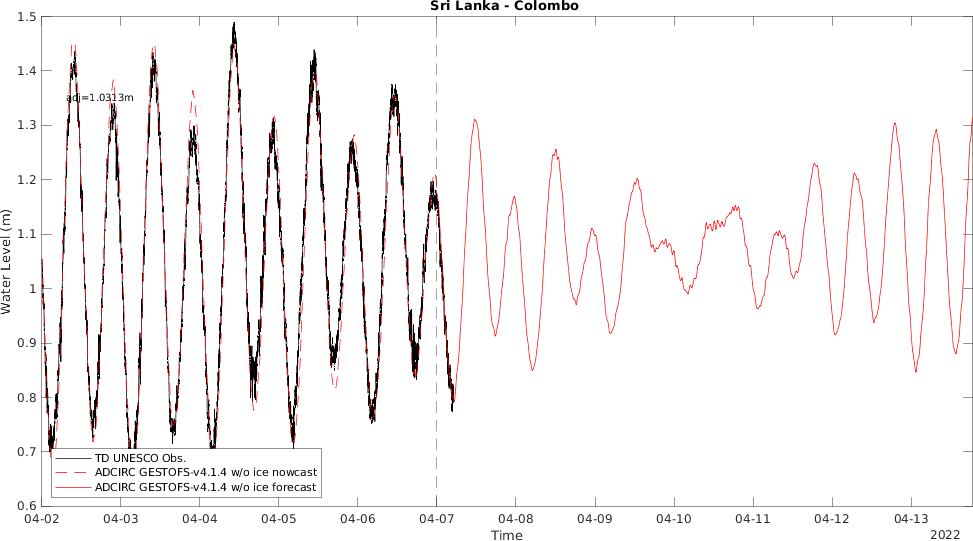 Sri Lanka - Colombo
1.5
1.4
adj=1.0313m
1.3
1.2
1.1
1
0.9
0.8
0.7
0.6
Water Level (m)
TD UNESCO Obs.
ADCIRC GESTOFS-v4.1.4 w/o ice nowcast
ADCIRC GESTOFS-v4.1.4 w/o ice forecast
04-02 04-03 04-04 04-05 04-06 04-07 04-08 04-09 04-10 04-11 04-12 04-13
Time
2022